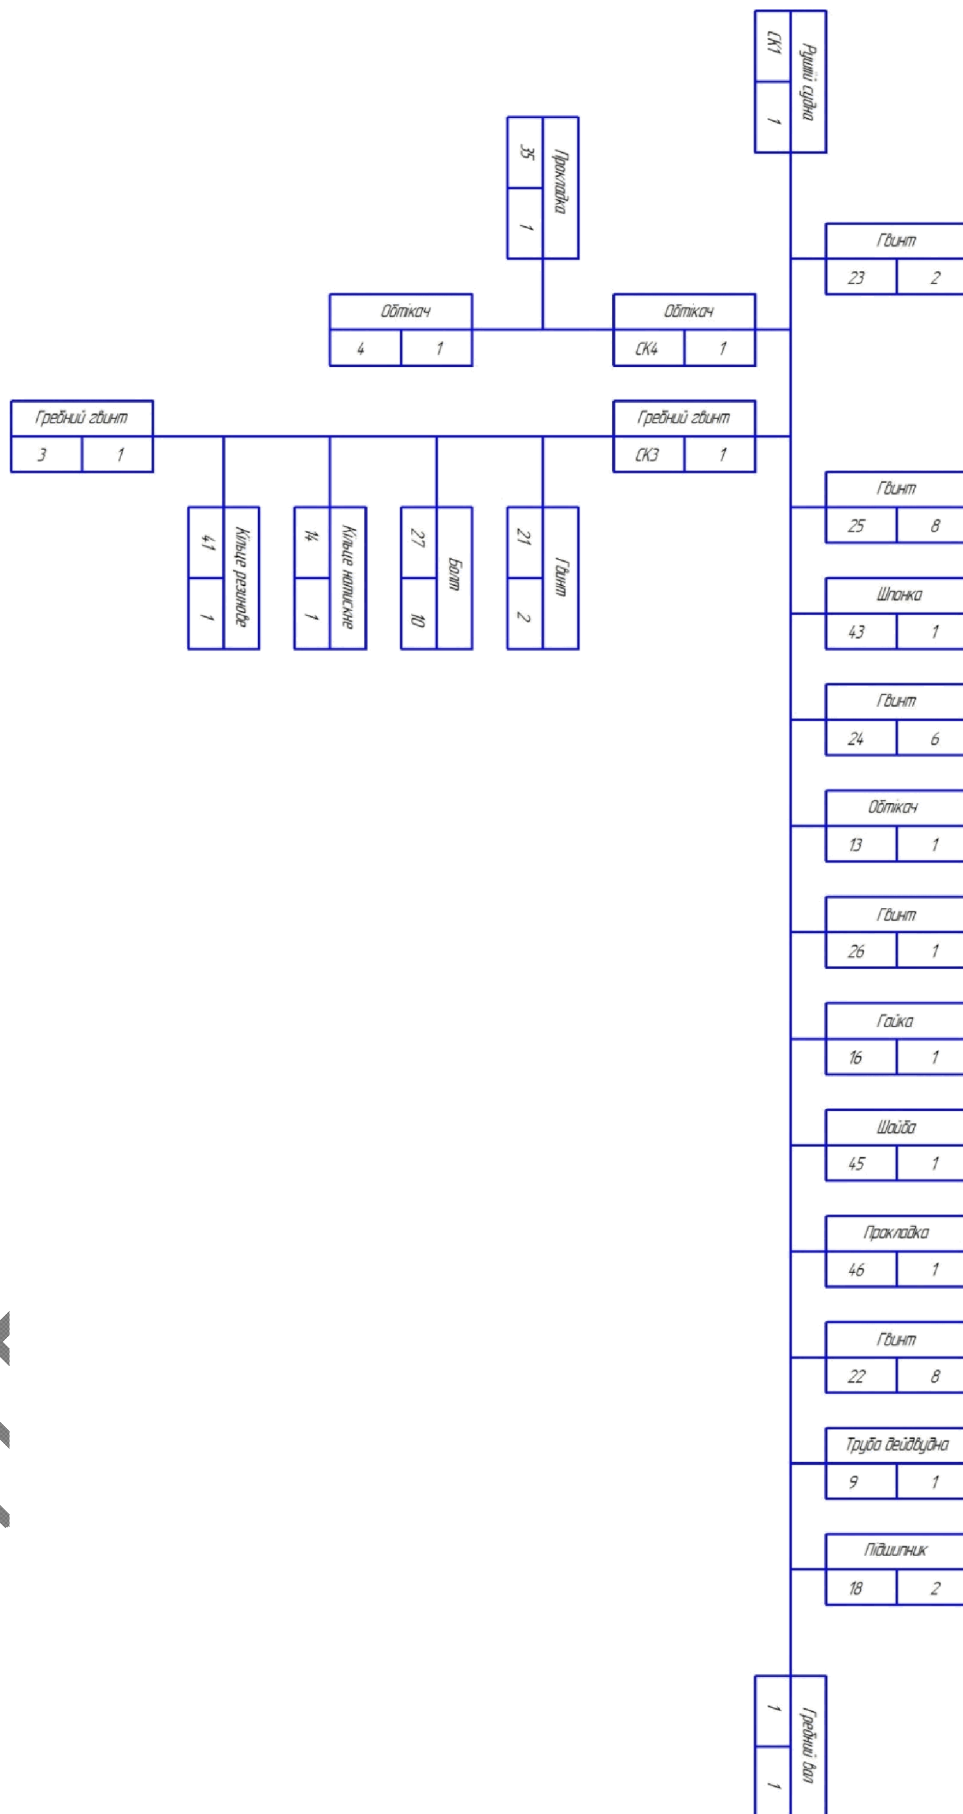 Рушій судна
СК1 1
Прокладка
35 1
Гвинт
23 2
Обтікач
4 1
Обтікач
СК4 1
Гребний гвинт
3 1
Гребний гвинт
СК3 1
Кільце резинове
41 1
Кільце натискне
14 1
Болт
27 10
Гвинт
21 2
Гвинт
25 8
Шпонка
43 1
Гвинт
24 6
Обтікач
13 1
Гвинт
26 1
Гайка
16 1
Шайба
45 1
Прокладка
46 1
Гвинт
22 8
Труба дейдвудна
9 1
Підшипник
18 2
Гребний вал
1 1